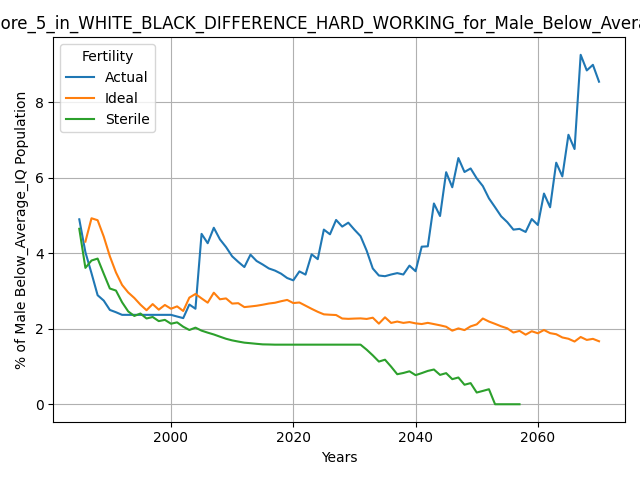 ore_5_in_WHITE_BLACK_DIFFERENCE_HARD_WORKING_for_Male_Below_Avera
Fertility
Actual
Ideal
Sterile
% of Male Below_Average_IQ Population
8
6
4
2
0
2000 2020 2040 2060
Years